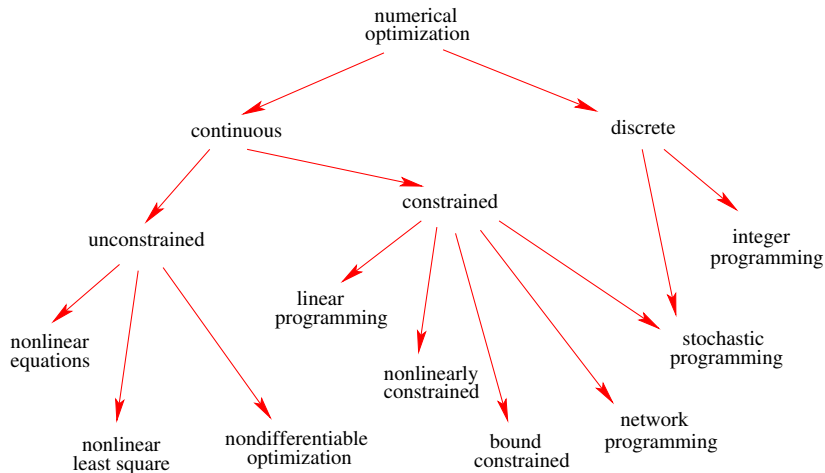 numerical
optimization
continuous
discrete
constrained
unconstrained
integer
programming
linear
programming
nonlinear
equations
stochastic
programming
nonlinearly
constrained
network
programming
nonlinear
least square
nondifferentiable
optimization
bound
constrained